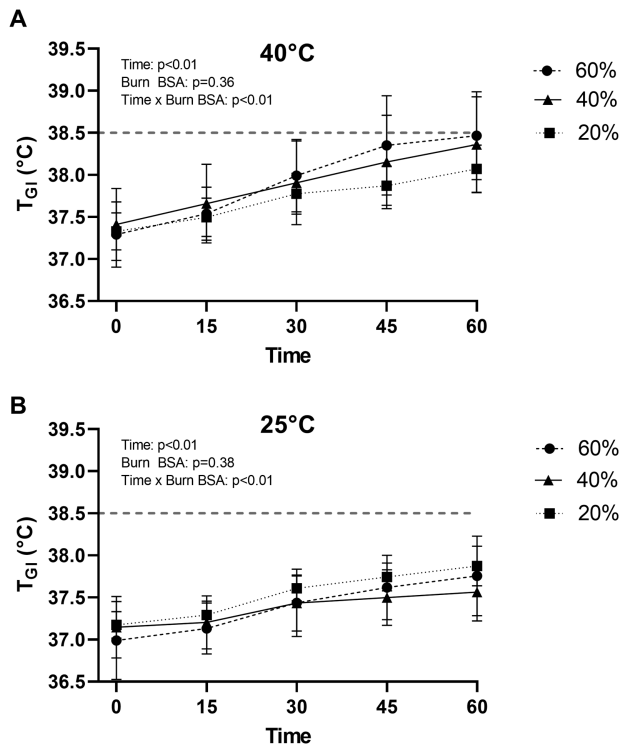 A
40°C
Time: p<0.01
Burn BSA: p=0.36
Time x Burn BSA: p<0.01
39.5
39.0
38.5
38.0
37.5
37.0
36.5
T_GI (°C)
0 15 30 45 60
Time
60%
40%
20%
B
25°C
Time: p<0.01
Burn BSA: p=0.38
Time x Burn BSA: p<0.01
39.5
39.0
38.5
38.0
37.5
37.0
36.5
T_GI (°C)
0 15 30 45 60
Time
60%
40%
20%